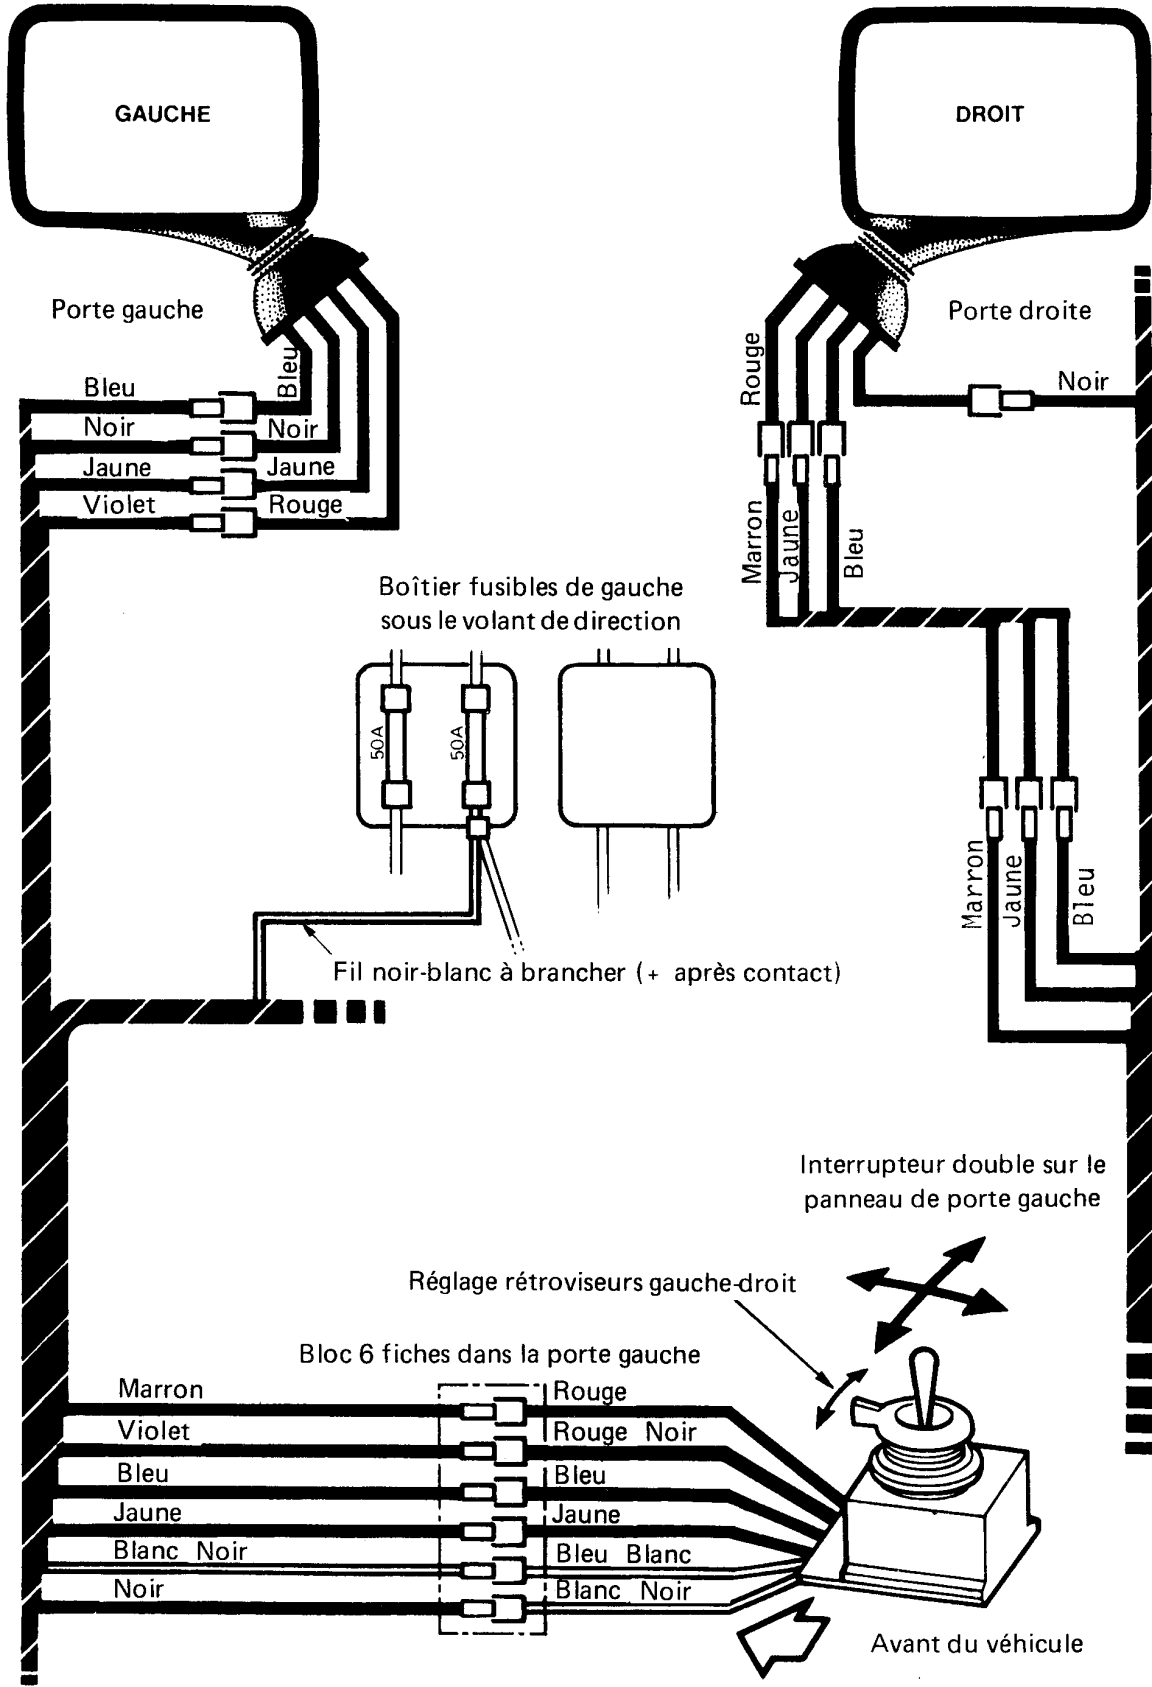 GAUCHE
DROIT
Porte gauche
Porte droite
Bleu
Bleu
Noir
Noir
Jaune
Jaune
Violet
Rouge
Rouge
Noir
Marron
Jaune
Bleu
Boîtier fusibles de gauche
sous le volant de direction
50A
50A
Marron
Jaune
Bleu
Fil noir-blanc à brancher (+ après contact)
Interrupteur double sur le
panneau de porte gauche
Réglage rétroviseurs gauche-droit
Bloc 6 fiches dans la porte gauche
Marron
Rouge
Violet
Rouge Noir
Bleu
Bleu
Jaune
Jaune
Blanc Noir
Bleu Blanc
Noir
Blanc Noir
Avant du véhicule